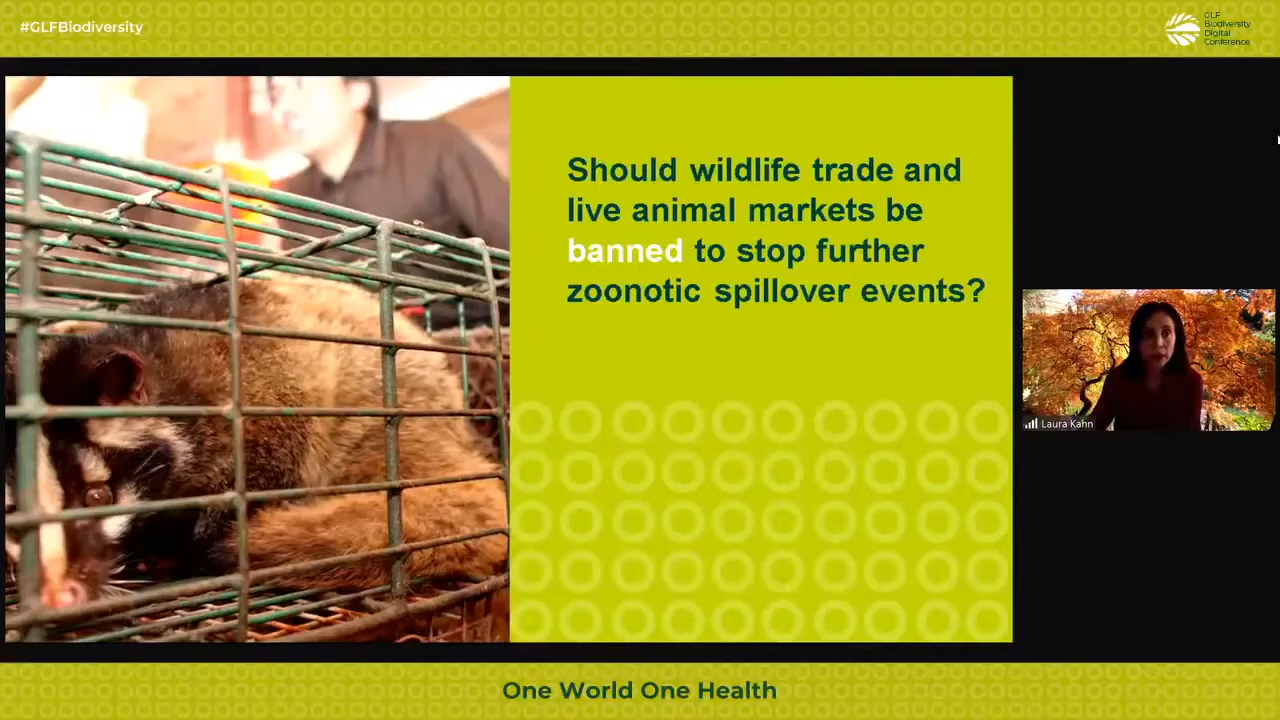 #GLFBiodiversity
GLF
Biodiversity
Digital
Conference
Should wildlife trade and
live animal markets be
banned to stop further
zoonotic spillover events?
Laura Kahn
One World One Health